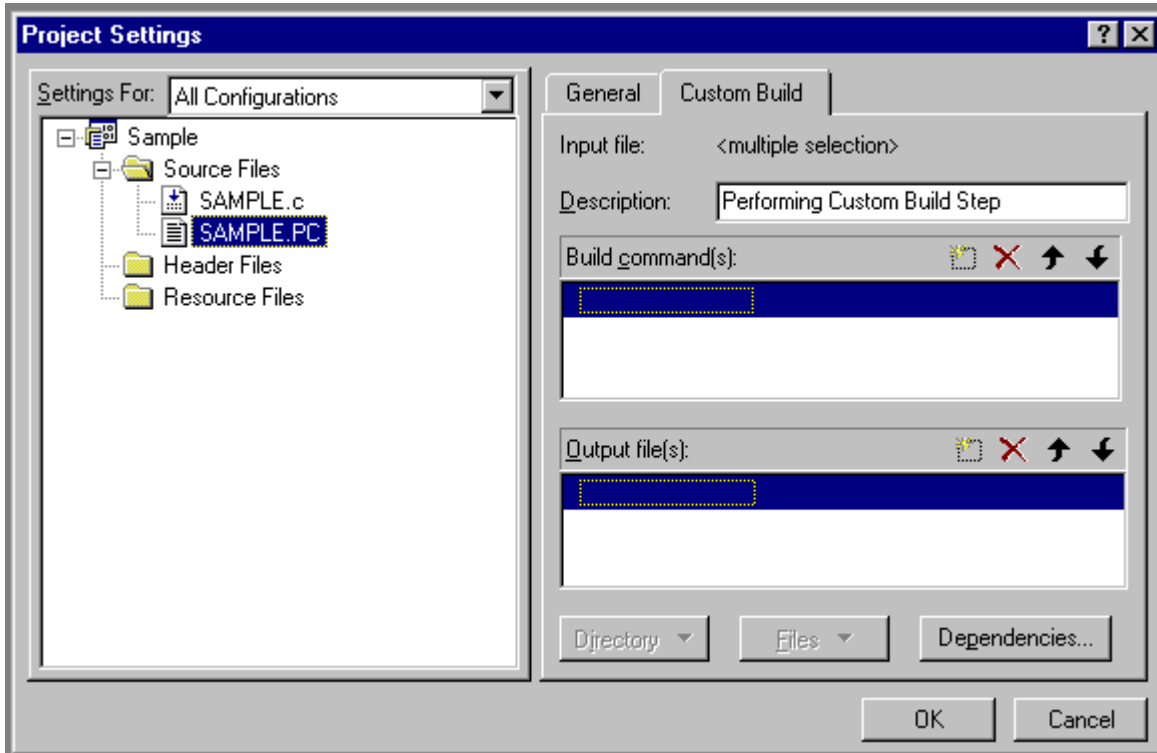 Project Settings
Settings For: All Configurations
Sample
Source Files
SAMPLE.c
SAMPLE.PC
Header Files
Resource Files
General Custom Build
Input file: <multiple selection>
Description: Performing Custom Build Step
Build command(s):
Output file(s):
Directory Files Dependencies...
OK Cancel